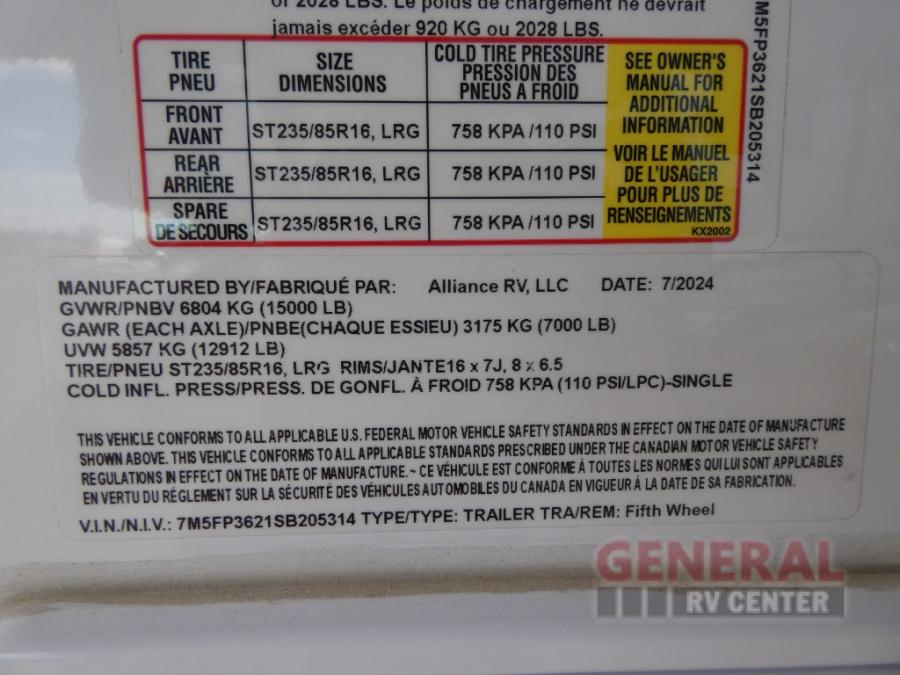 or 2028 LBS. Le poids de chargement ne devrait
jamais excéder 920 KG ou 2028 LBS.
TIRE PNEU SIZE DIMENSIONS COLD TIRE PRESSURE PRESSION DES PNEUS A FROID
FRONT AVANT ST235/85R16, LRG 758 KPA /110 PSI
REAR ARRIÈRE ST235/85R16, LRG 758 KPA /110 PSI
SPARE DE SECOURS ST235/85R16, LRG 758 KPA /110 PSI
SEE OWNER'S
MANUAL FOR
ADDITIONAL
INFORMATION
VOIR LE MANUEL
DE L'USAGER
POUR PLUS DE
RENSEIGNEMENTS
KX2002
M5FP3621SB205314
MANUFACTURED BY/FABRIQUÉ PAR: Alliance RV, LLC DATE: 7/2024
GVWR/PNBV 6804 KG (15000 LB)
GAWR (EACH AXLE)/PNBE(CHAQUE ESSIEU) 3175 KG (7000 LB)
UVW 5857 KG (12912 LB)
TIRE/PNEU ST235/85R16, LRG RIMS/JANTE16 x 7J, 8 x 6.5
COLD INFL. PRESS/PRESS. DE GONFL. À FROID 758 KPA (110 PSI/LPC)-SINGLE
THIS VEHICLE CONFORMS TO ALL APPLICABLE U.S. FEDERAL MOTOR VEHICLE SAFETY STANDARDS IN EFFECT ON THE DATE OF MANUFACTURE
SHOWN ABOVE. THIS VEHICLE CONFORMS TO ALL APPLICABLE STANDARDS PRESCRIBED UNDER THE CANADIAN MOTOR VEHICLE SAFETY
REGULATIONS IN EFFECT ON THE DATE OF MANUFACTURE.~ CE VÉHICULE EST CONFORME À TOUTES LES NORMES QUI LUI SONT APPLICABLES
EN VERTU DU RÉGLEMENT SUR LA SÉCURITÉ DES VÉHICULES AUTOMOBILES DU CANADA EN VIGUEUR À LA DATE DE SA FABRICATION.
V.I.N./N.I.V.: 7M5FP3621SB205314 TYPE/TYPE: TRAILER TRA/REM: Fifth Wheel
GENERAL
RV CENTER